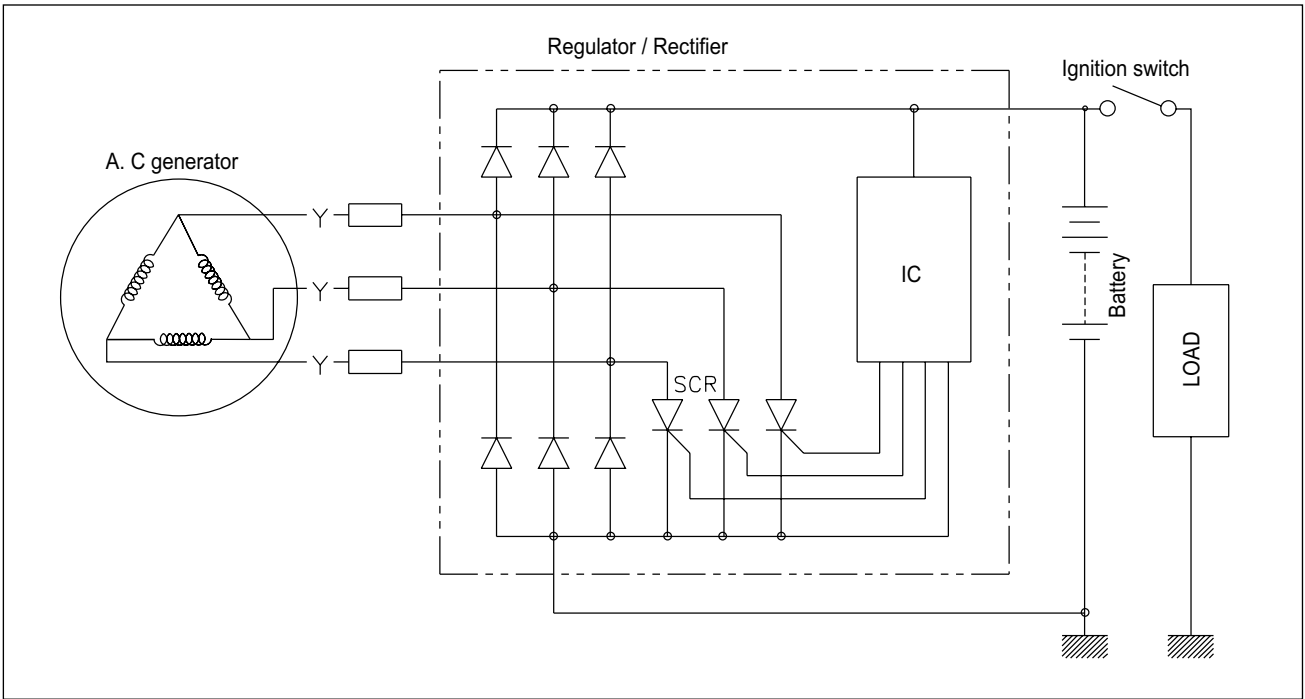 Regulator / Rectifier
Ignition switch
A. C generator
Y
Y
Y
IC
SCR
Battery
LOAD